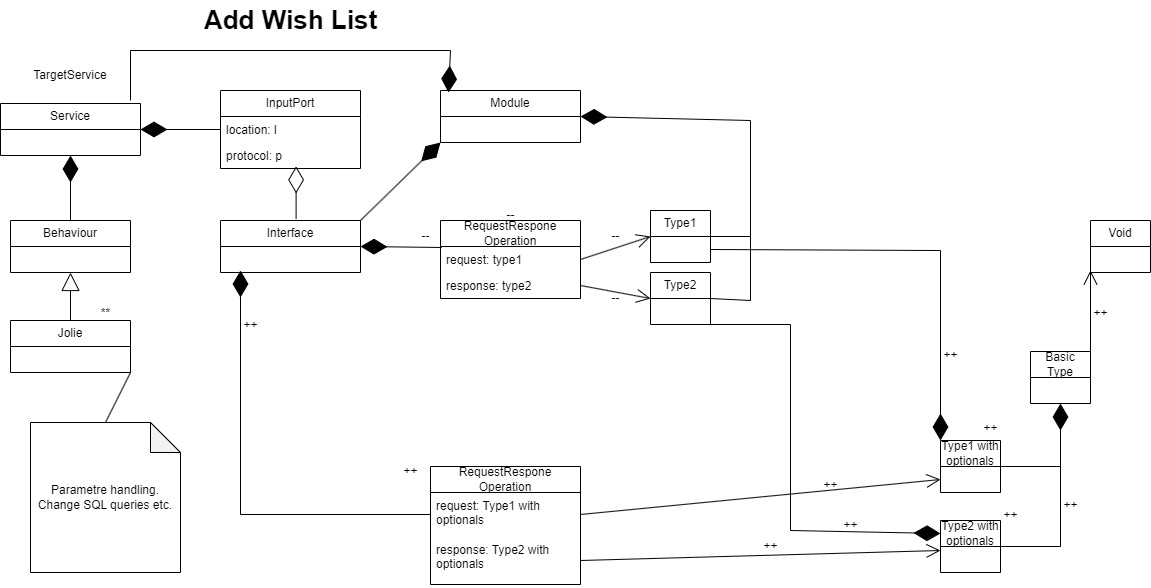 Add Wish List
TargetService
Service
InputPort
location: l
protocol: p
Module
Behaviour
Interface
--
--
RequestRespone
Operation
request: type1
response: type2
--
--
Type1
Type2
Void
**
Jolie
++
++
++
Basic
Type
Parametre handling.
Change SQL queries etc.
++
RequestRespone
Operation
request: Type1 with
optionals
response: Type2 with
optionals
++
++
++
++
Type1 with
optionals
++
++
Type2 with
optionals